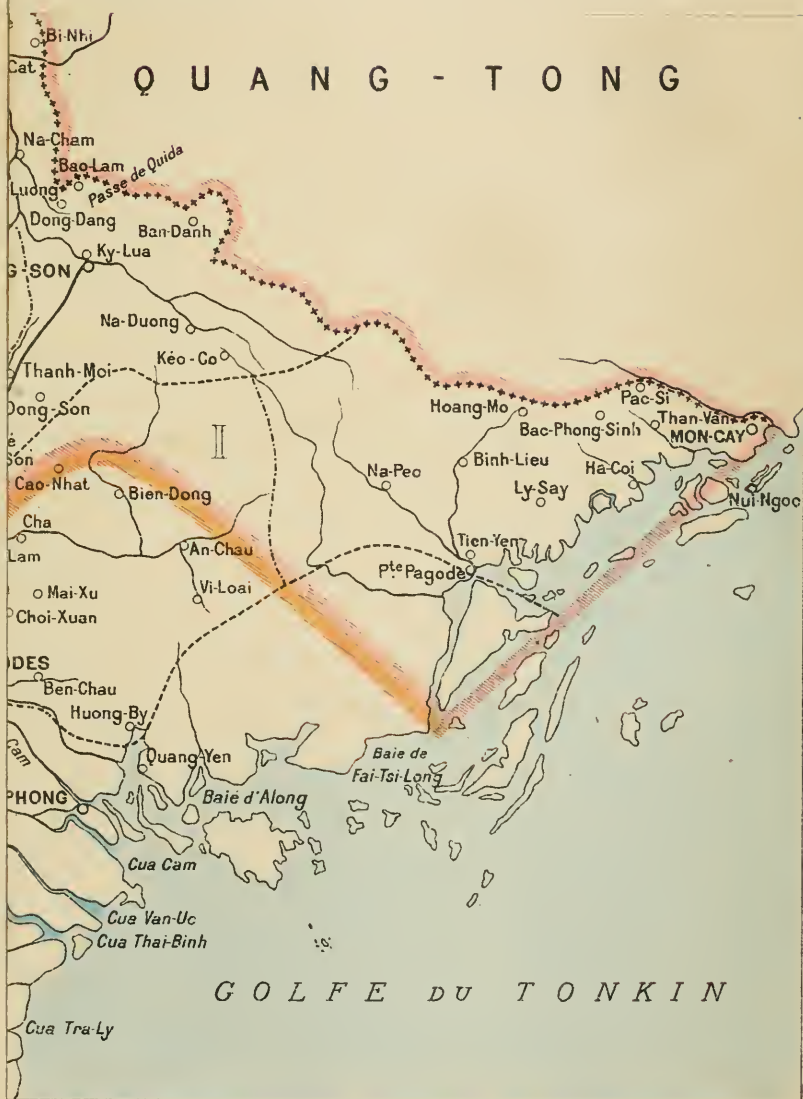 Bi-Nhi
Cat
QUANG-TONG
Na-Cham
Bao-Lam
Passe de Quida
Luong
Dong-Dang
Ban-Danh
Ky-Lua
G-SON
Na-Duong
Kéo-Co
Thanh-Moi
Dong-Son
Pac-Si
Hoang-Mo
Than-Van
Bac-Phong-Sinh
MON-CAY
II
é
Son
Cao-Nhat
Bien-Dong
Na-Peo
Binh-Lieu
Ha-Coi
Ly-Say
Nui-Ngoc
Cha
Lam
An-Chau
Tien-Yen
Pte Pagode
Mai-Xu
Vi-Loai
Choi-Xuan
DES
Ben-Chau
Huong-By
Cam
Quang-Yen
Baie de
Fai-Tsi-Long
PHONG
Baie d'Along
Cua Cam
Cua Van-Uc
Cua Thai-Binh
GOLFE DU TONKIN
Cua Tra-Ly